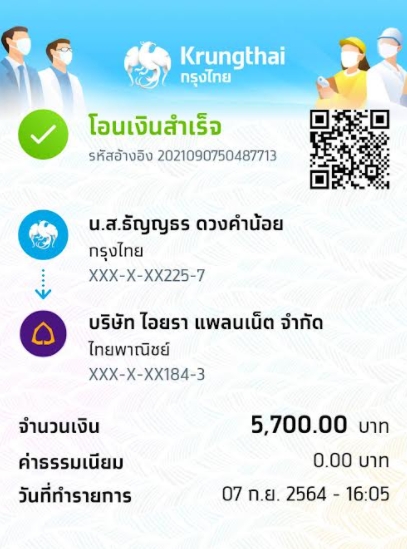 Krungthai
กรุงไทย
โอนเงินสำเร็จ
รหัสอ้างอิง 2021090750487713
น.ส.ธัญญธร ดวงคำน้อย
กรุงไทย
XXX-X-XX225-7
บริษัท ไอยรา แพลนเน็ต จำกัด
ไทยพาณิชย์
XXX-X-XX184-3
จำนวนเงิน 5,700.00 บาท
ค่าธรรมเนียม 0.00 บาท
วันที่ทำรายการ 07 ก.ย. 2564 - 16:05